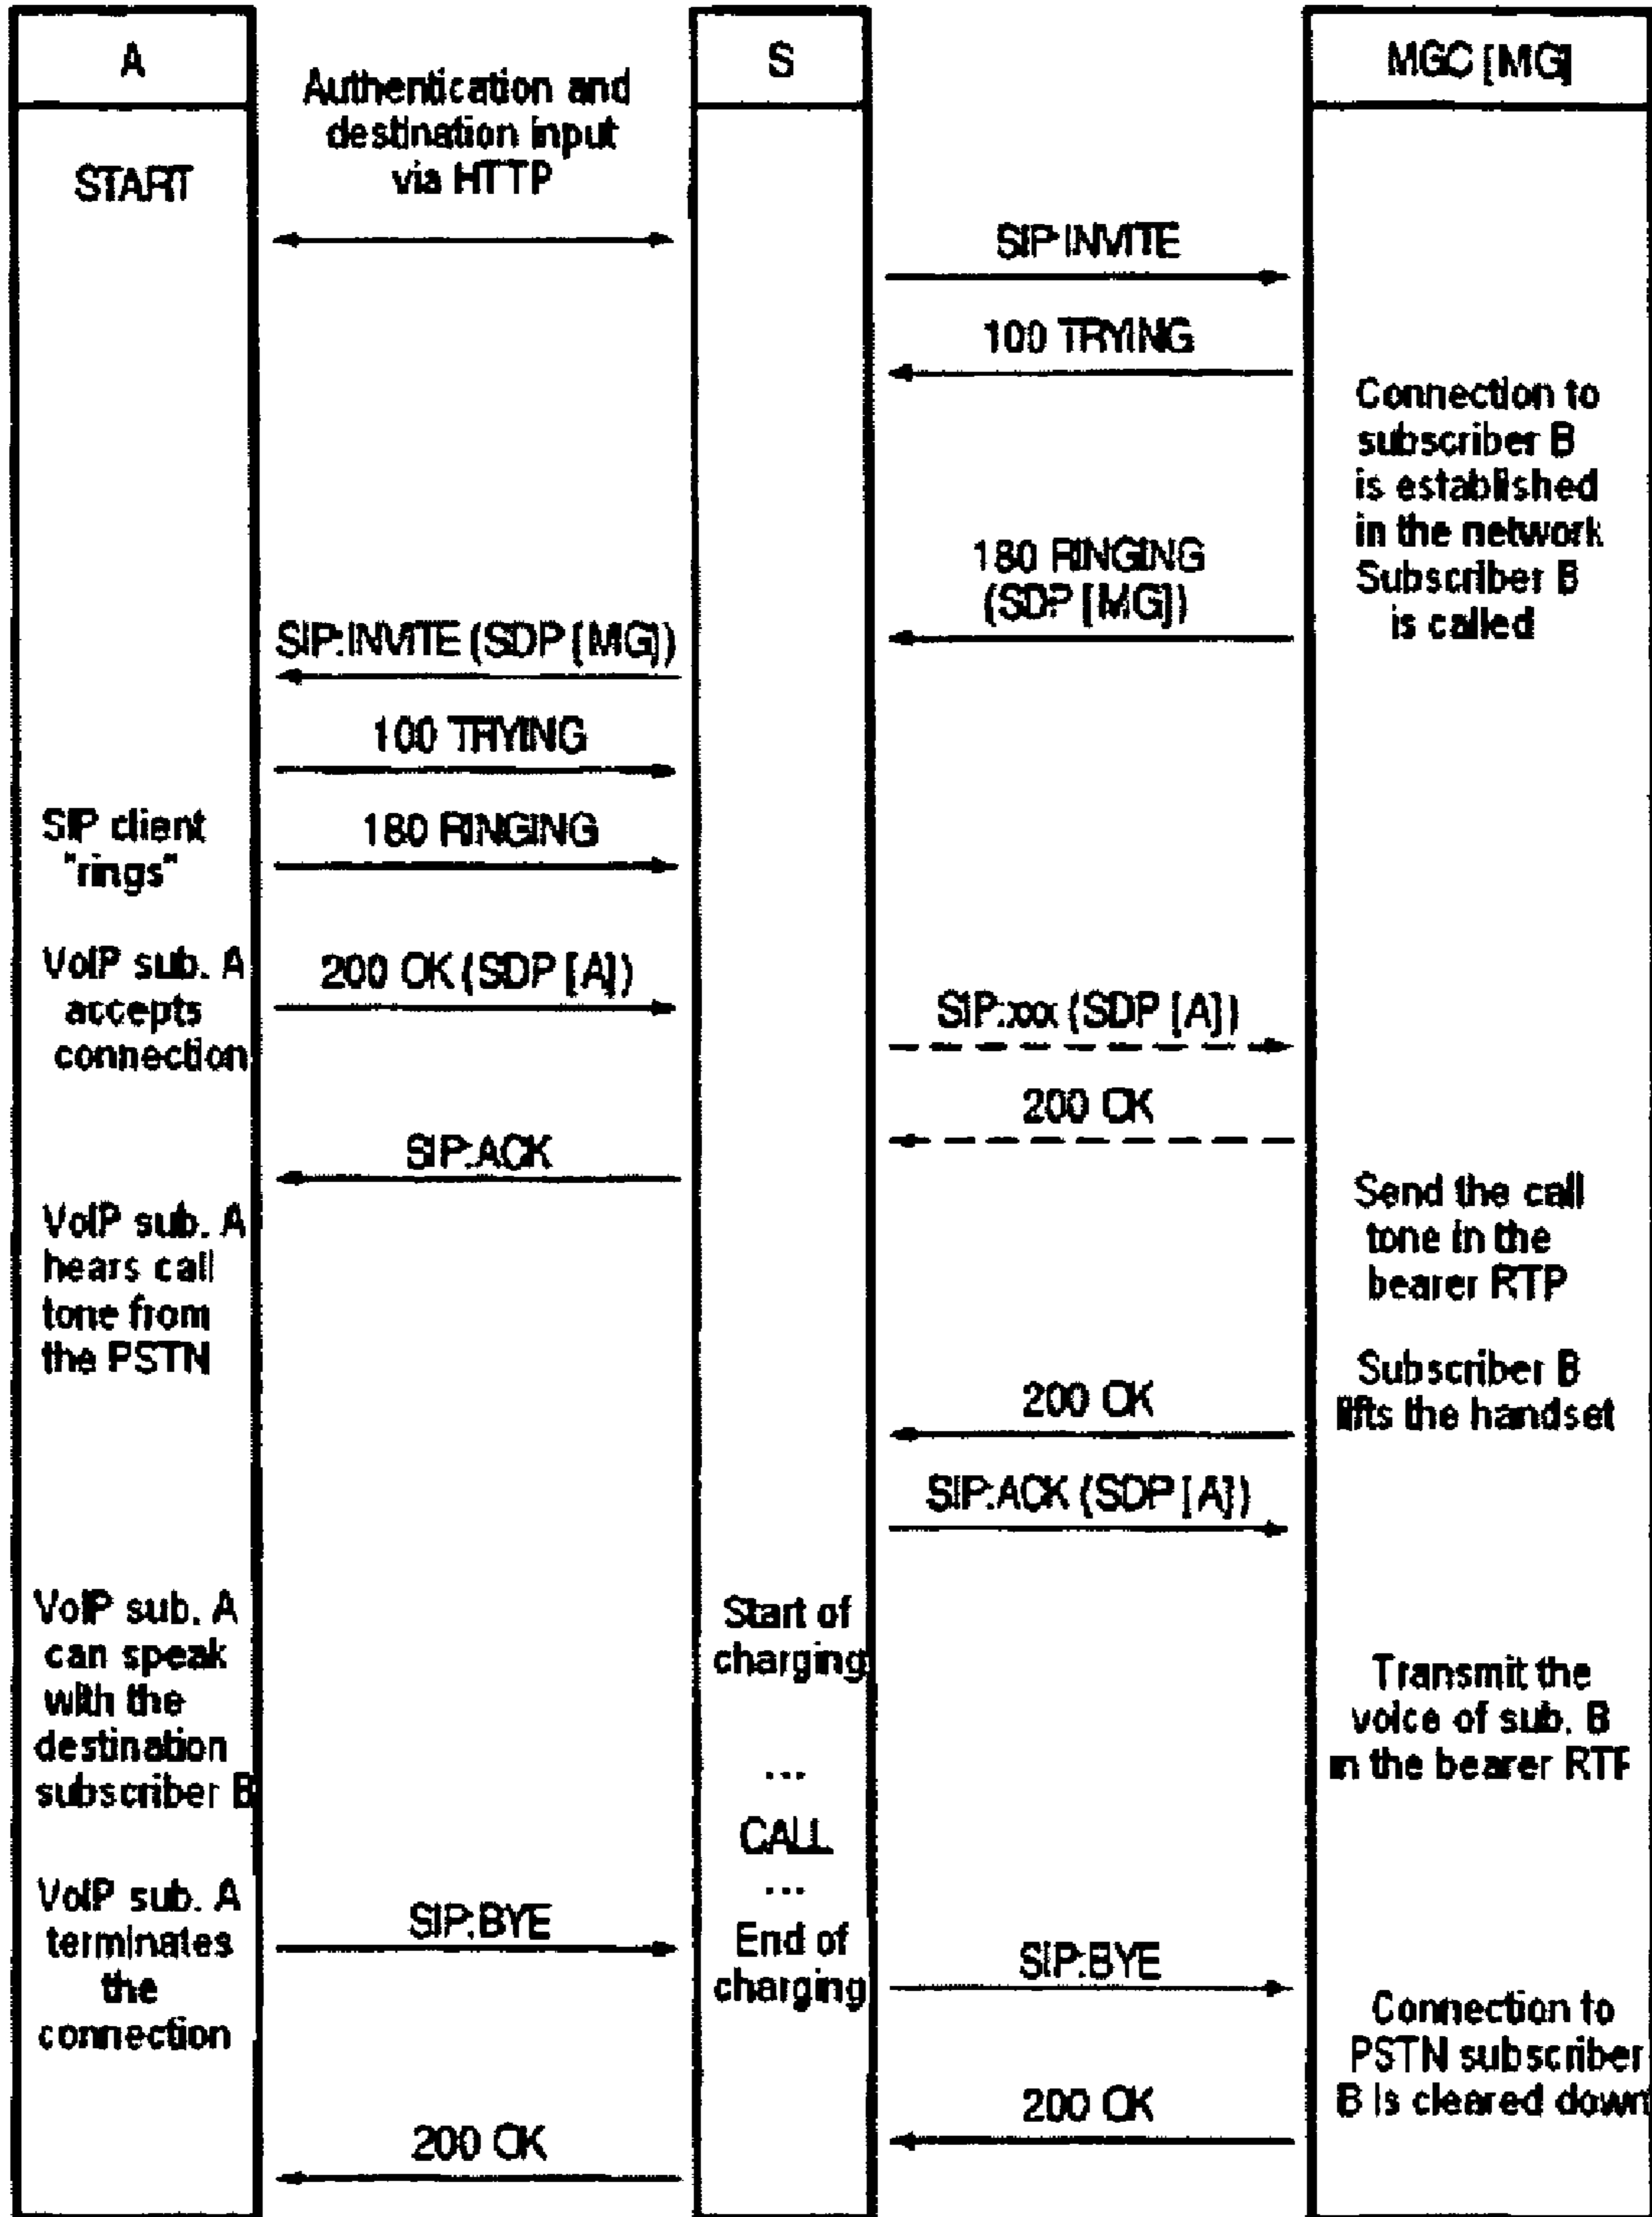 A
S
MGC [MG]
START
Authentication and
destination input
via HTTP
SIP:INVITE
100 TRYING
Connection to
subscriber B
is established
in the network
Subscriber B
is called
180 RINGING
(SDP [MG])
SIP:INVITE (SDP [MG])
100 TRYING
SIP client
"rings"
180 RINGING
VoIP sub. A
accepts
connection
200 OK (SDP [A])
SIP:xxx (SDP [A])
200 OK
SIP:ACK
VoIP sub. A
hears call
tone from
the PSTN
Send the call
tone in the
bearer RTP
Subscriber B
lifts the handset
200 OK
SIP:ACK (SDP [A])
VoIP sub. A
can speak
with the
destination
subscriber B
Start of
charging
Transmit the
voice of sub. B
in the bearer RTP
...
CALL
...
VoIP sub. A
terminates
the
connection
SIP:BYE
End of
charging
SIP:BYE
Connection to
PSTN subscriber
B is cleared down
200 OK
200 OK